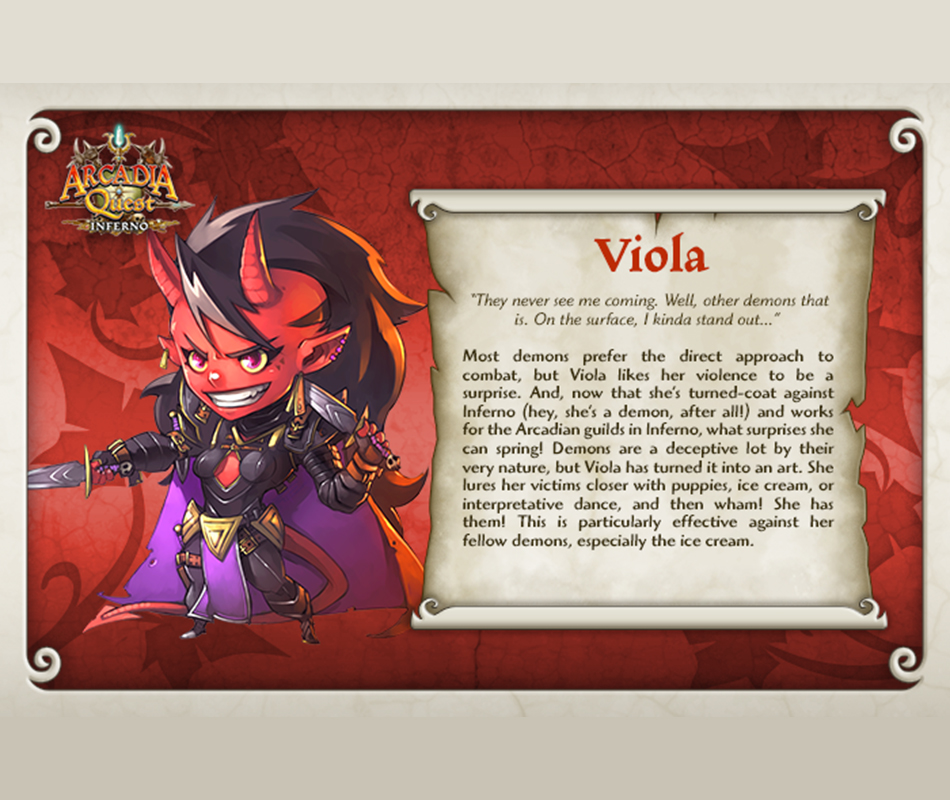 ARCADIA
Quest
INFERNO
Viola
"They never see me coming. Well, other demons that
is. On the surface, I kinda stand out..."
Most demons prefer the direct approach to
combat, but Viola likes her violence to be a
surprise. And, now that she's turned-coat against
Inferno (hey, she's a demon, after all!) and works
for the Arcadian guilds in Inferno, what surprises she
can spring! Demons are a deceptive lot by their
very nature, but Viola has turned it into an art. She
lures her victims closer with puppies, ice cream, or
interpretative dance, and then wham! She has
them! This is particularly effective against her
fellow demons, especially the ice cream.